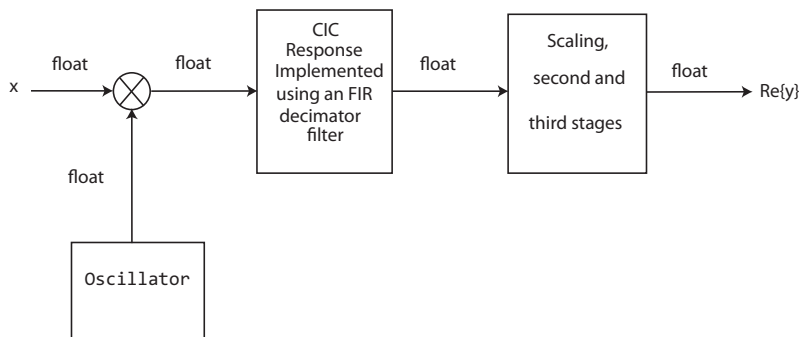 x
float
float
float
Oscillator
CIC
Response
Implemented
using an FIR
decimator
filter
float
Scaling,
second and
third stages
float
Re{y}